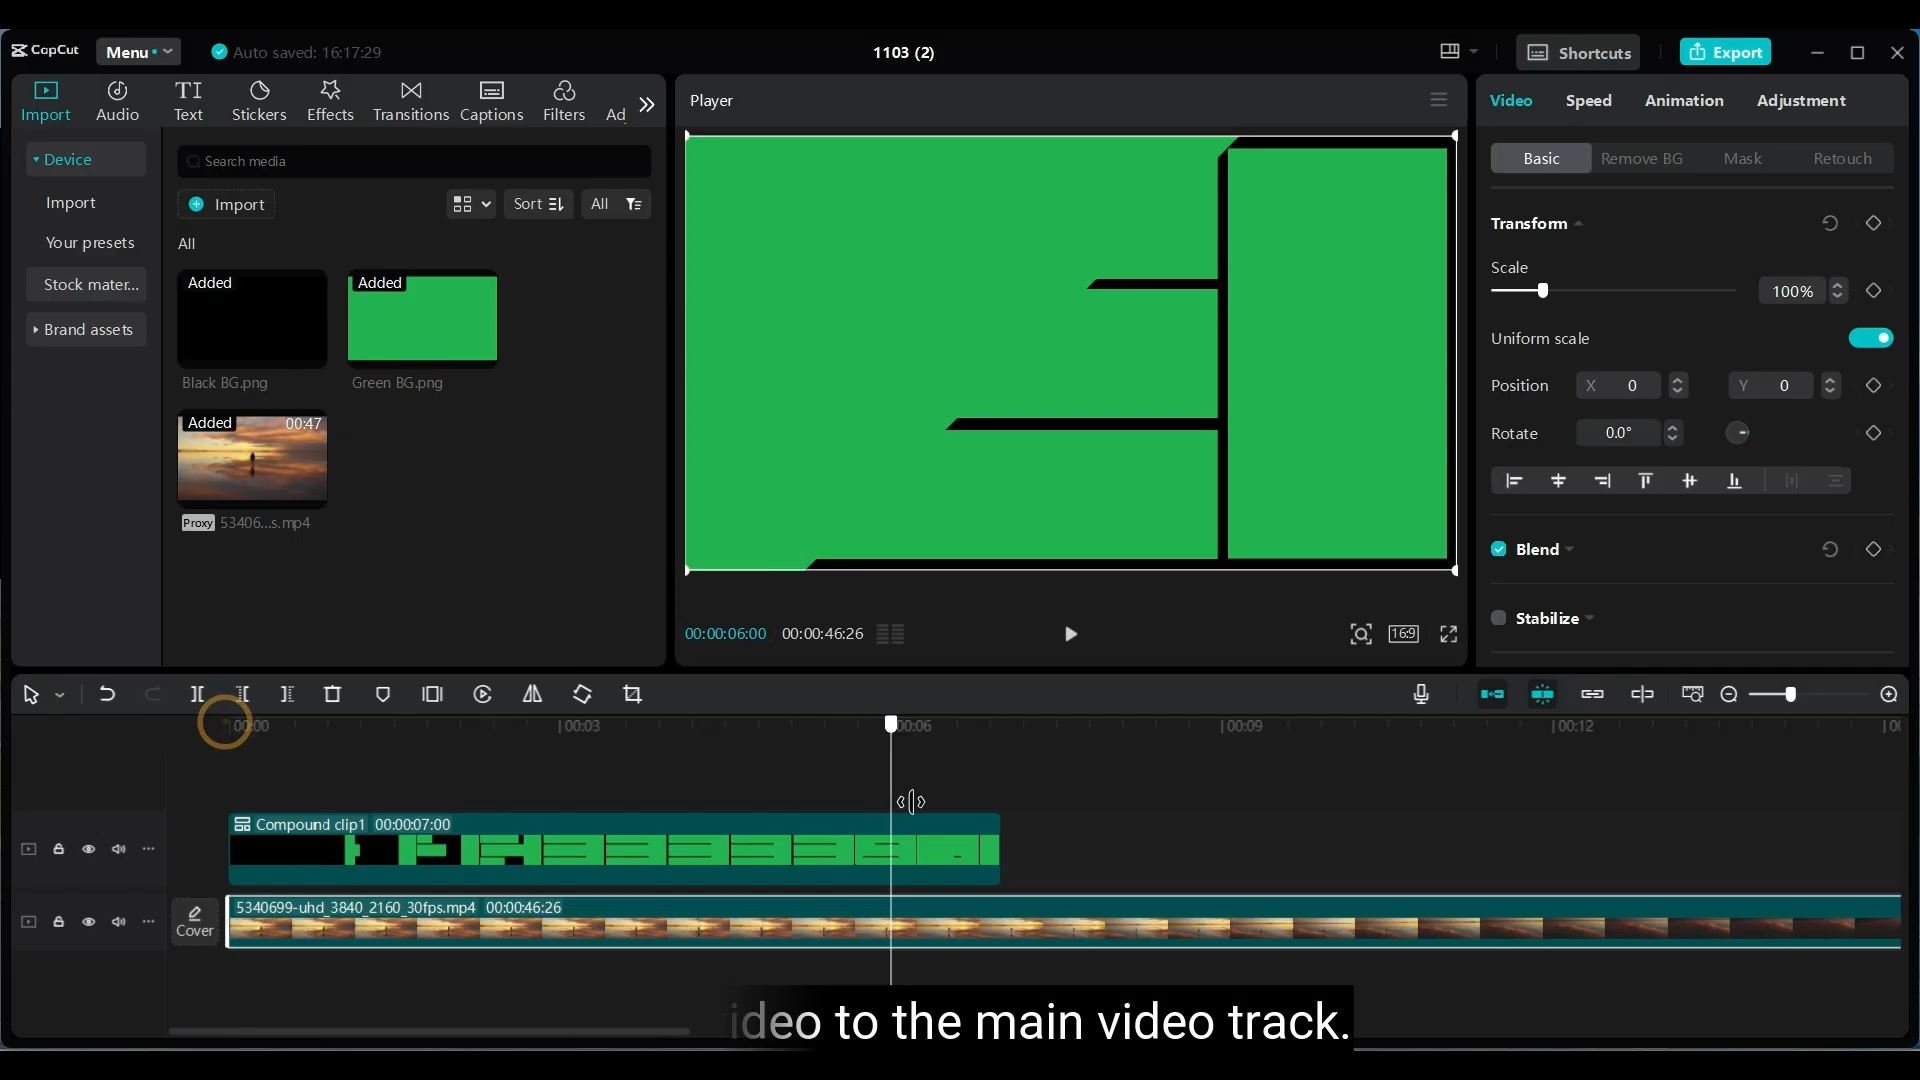 CapCut
Menu
Auto saved: 16:17:29
1103 (2)
Shortcuts
Export
Import
Audio
Text
Stickers
Effects
Transitions
Captions
Filters
Ad
Player
Video
Speed
Animation
Adjustment
Device
Import
Your presets
Stock mater...
Brand assets
Search media
Import
Sort
All
All
Added
Black BG.png
Added
Green BG.png
Added
00:47
Proxy
53406...s.mp4
Basic
Remove BG
Mask
Retouch
Transform
Scale
100%
Uniform scale
Position
X 0
Y 0
Rotate
0.0°
Blend
Stabilize
00:00:06:00
00:00:46:26
16:9
00:00
00:03
00:06
00:09
00:12
Compound clip1 00:00:07:00
Cover
5340699-uhd_3840_2160_30fps.mp4 00:00:46:26
ideo to the main video track.